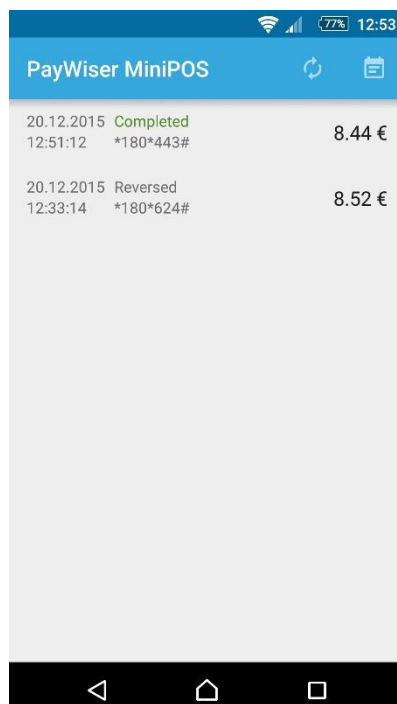 77% 12:53
PayWiser MiniPOS
20.12.2015 Completed
12:51:12 *180*443#
8.44 €
20.12.2015 Reversed
12:33:14 *180*624#
8.52 €